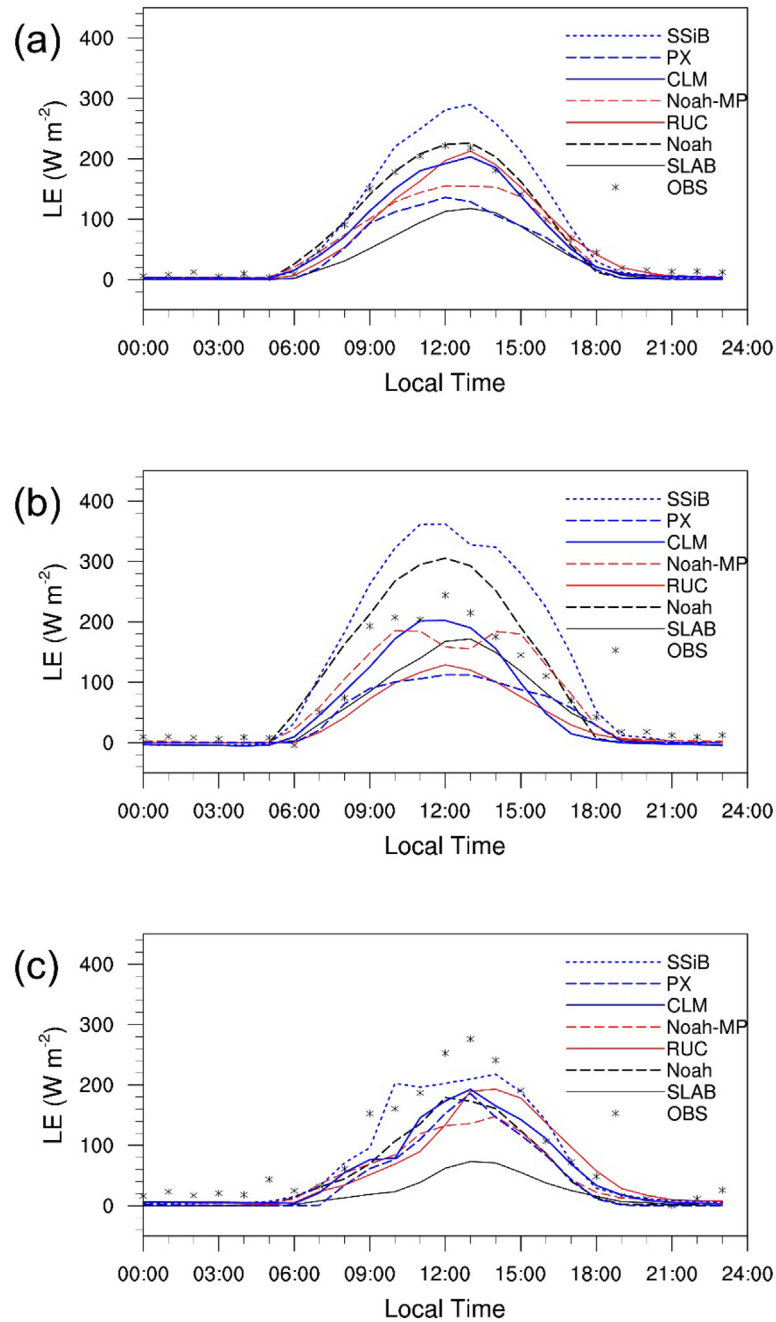 (a)
LE (W m-2)
400
300
200
100
0
SSiB
PX
CLM
Noah-MP
RUC
Noah
SLAB
OBS
00:00 03:00 06:00 09:00 12:00 15:00 18:00 21:00 24:00
Local Time
(b)
LE (W m-2)
400
300
200
100
0
SSiB
PX
CLM
Noah-MP
RUC
Noah
SLAB
OBS
00:00 03:00 06:00 09:00 12:00 15:00 18:00 21:00 24:00
Local Time
(c)
LE (W m-2)
400
300
200
100
0
SSiB
PX
CLM
Noah-MP
RUC
Noah
SLAB
OBS
00:00 03:00 06:00 09:00 12:00 15:00 18:00 21:00 24:00
Local Time